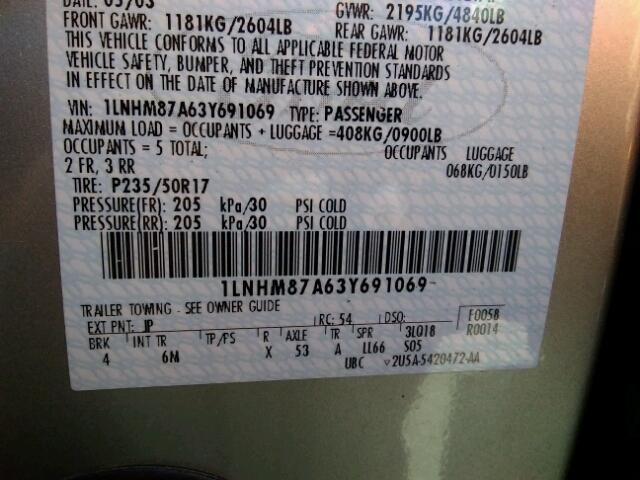 DATE: 05/03
GVWR: 2195KG/4840LB
FRONT GAWR: 1181KG/2604LB
REAR GAWR: 1181KG/2604LB
THIS VEHICLE CONFORMS TO ALL APPLICABLE FEDERAL MOTOR
VEHICLE SAFETY, BUMPER, AND THEFT PREVENTION STANDARDS
IN EFFECT ON THE DATE OF MANUFACTURE SHOWN ABOVE.
VIN: 1LNHM87A63Y691069 TYPE: PASSENGER
MAXIMUM LOAD = OCCUPANTS + LUGGAGE =408KG/0900LB
OCCUPANTS = 5 TOTAL; OCCUPANTS LUGGAGE
2 FR, 3 RR 068KG/0150LB
TIRE: P235/50R17
PRESSURE(FR): 205 kPa/30 PSI COLD
PRESSURE(RR): 205 kPa/30 PSI COLD
1LNHM87A63Y691069
TRAILER TOWING - SEE OWNER GUIDE
EXT PNT: JP RC: 54 DSO: F0058
R0014
BRK INT TR TP/PS R AXLE TR SPR 3L018
4 6M X 53 A LL66 S05
UBC 2U5A-5420472-AA